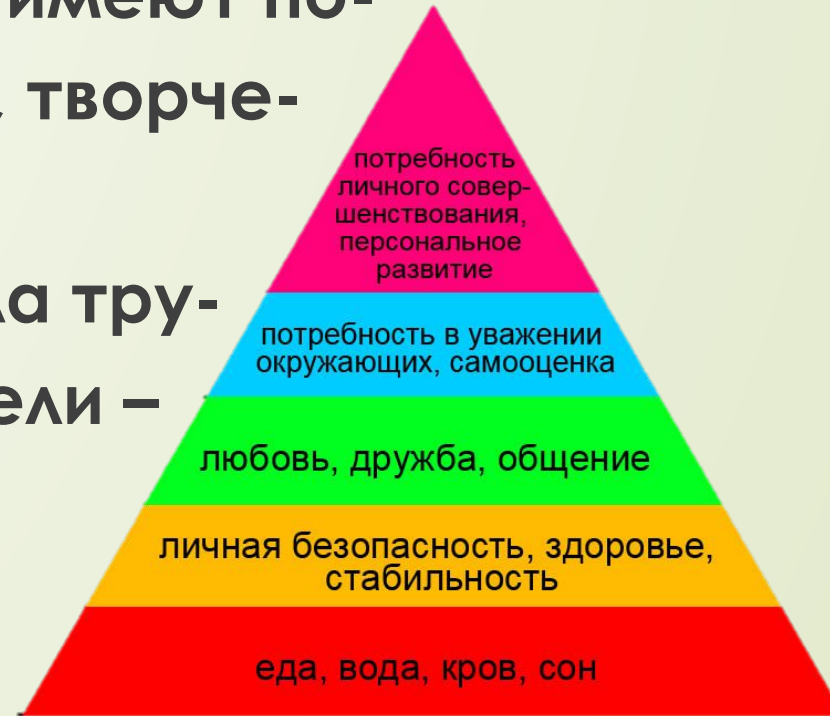 имеют по-
творче-
тру-
–
потребность
личного совер-
шенствования,
персональное
развитие
потребность в уважении
окружающих, самооценка
любовь, дружба, общение
личная безопасность, здоровье,
стабильность
еда, вода, кров, сон